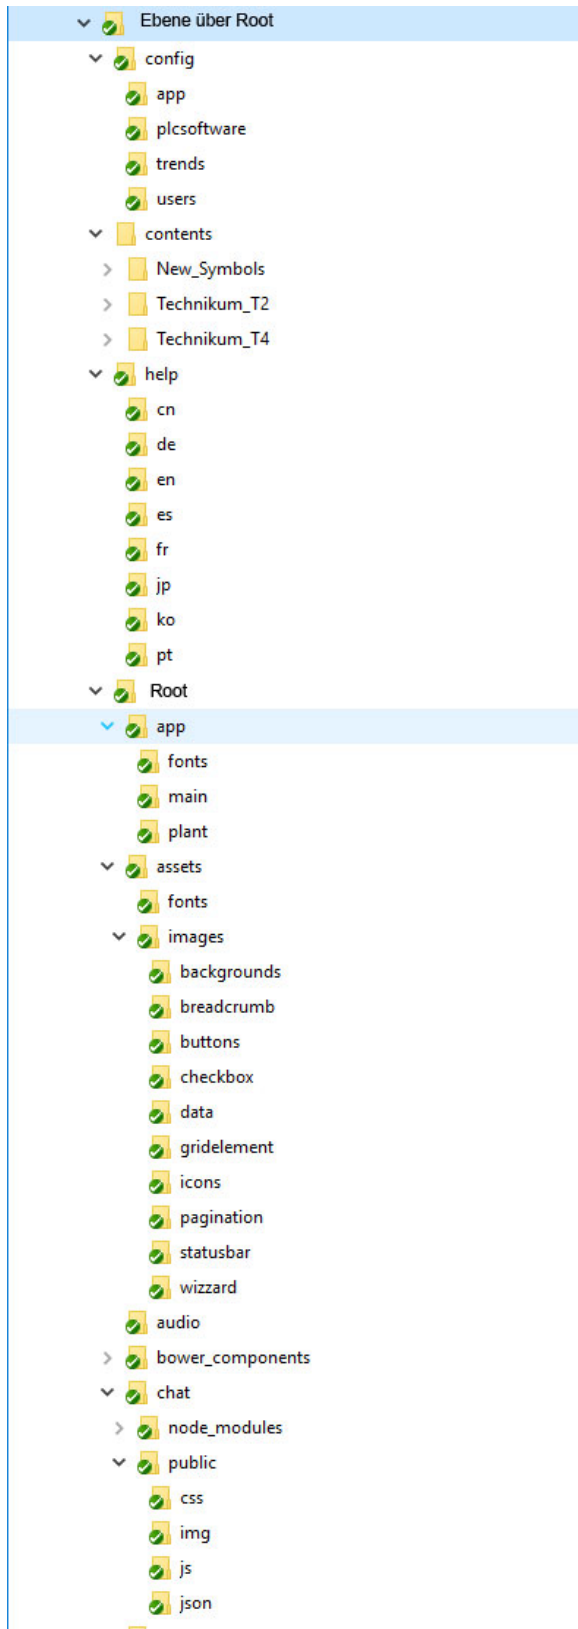 Ebene über Root
config
app
plcsoftware
trends
users
contents
New_Symbols
Technikum_T2
Technikum_T4
help
cn
de
en
es
fr
jp
ko
pt
Root
app
fonts
main
plant
assets
fonts
images
backgrounds
breadcrumb
buttons
checkbox
data
gridelement
icons
pagination
statusbar
wizzard
audio
bower_components
chat
node_modules
public
css
img
js
json